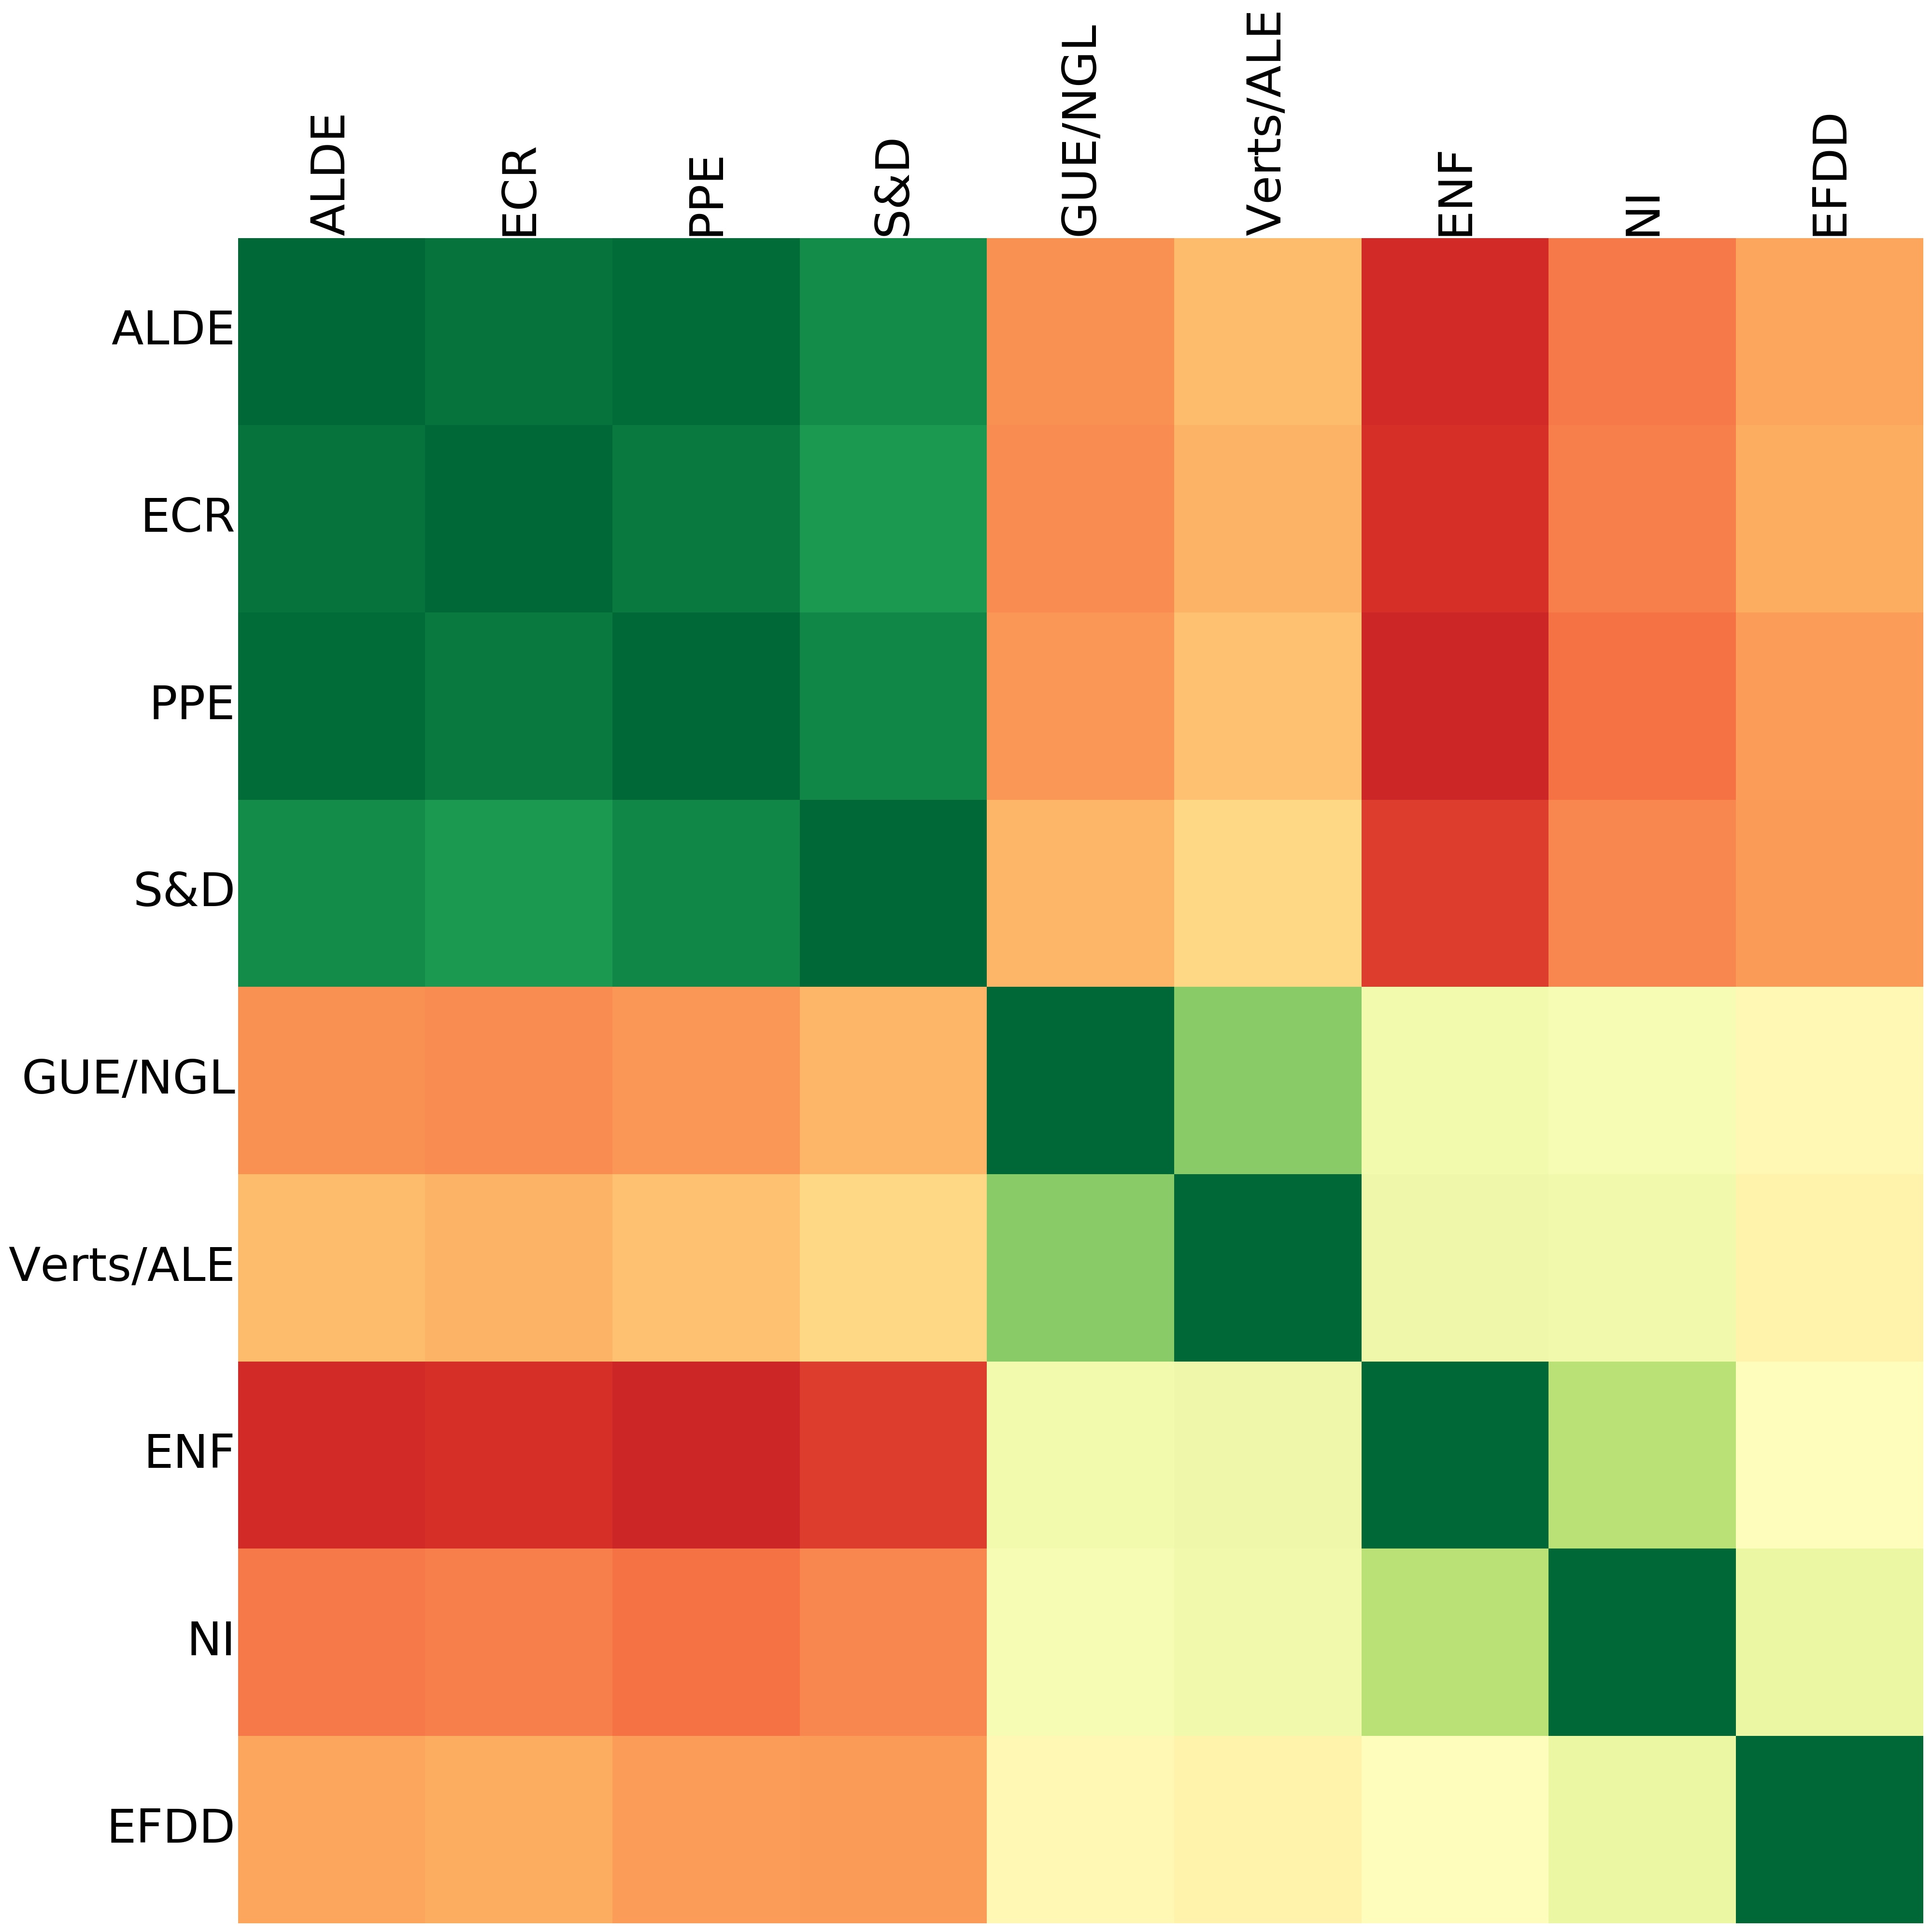 ALDE
ECR
PPE
S&D
GUE/NGL
Verts/ALE
ENF
NI
EFDD
ALDE
ECR
PPE
S&D
GUE/NGL
Verts/ALE
ENF
NI
EFDD